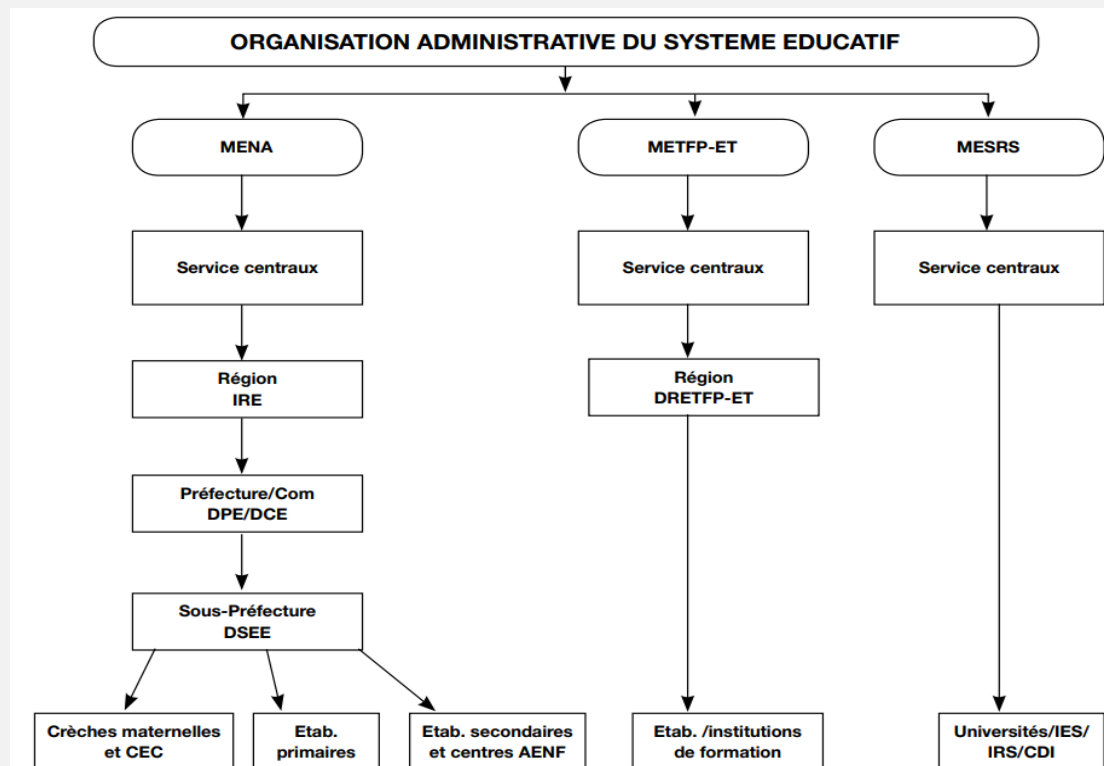 ORGANISATION ADMINISTRATIVE DU SYSTEME EDUCATIF
MENA
METFP-ET
MESRS
Service centraux
Service centraux
Service centraux
Région
IRE
Région
DRETFP-ET
Préfecture/Com
DPE/DCE
Sous-Préfecture
DSEE
Crèches maternelles
et CEC
Etab.
primaires
Etab. secondaires
et centres AENF
Etab. /institutions
de formation
Universités/IES/
IRS/CDI